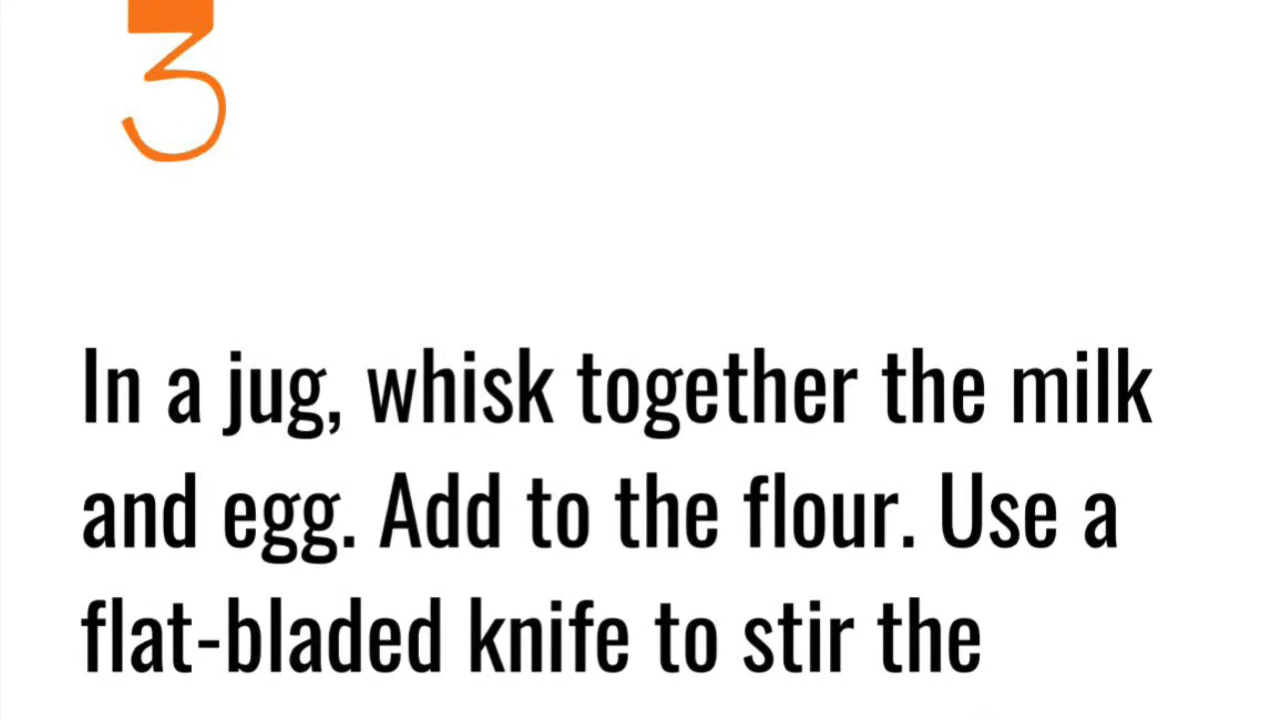 3
In a jug, whisk together the milk
and egg. Add to the flour. Use a
flat-bladed knife to stir the